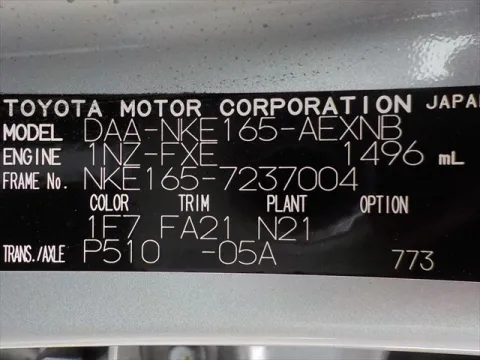 TOYOTA MOTOR CORPORATION JAPAN
MODEL DAA-NKE165-AEXNB
ENGINE 1NZ-FXE 1496 mL
FRAME No. NKE165-7237004
COLOR TRIM PLANT OPTION
1F7 FA21 N21
TRANS./AXLE P510 -05A 773